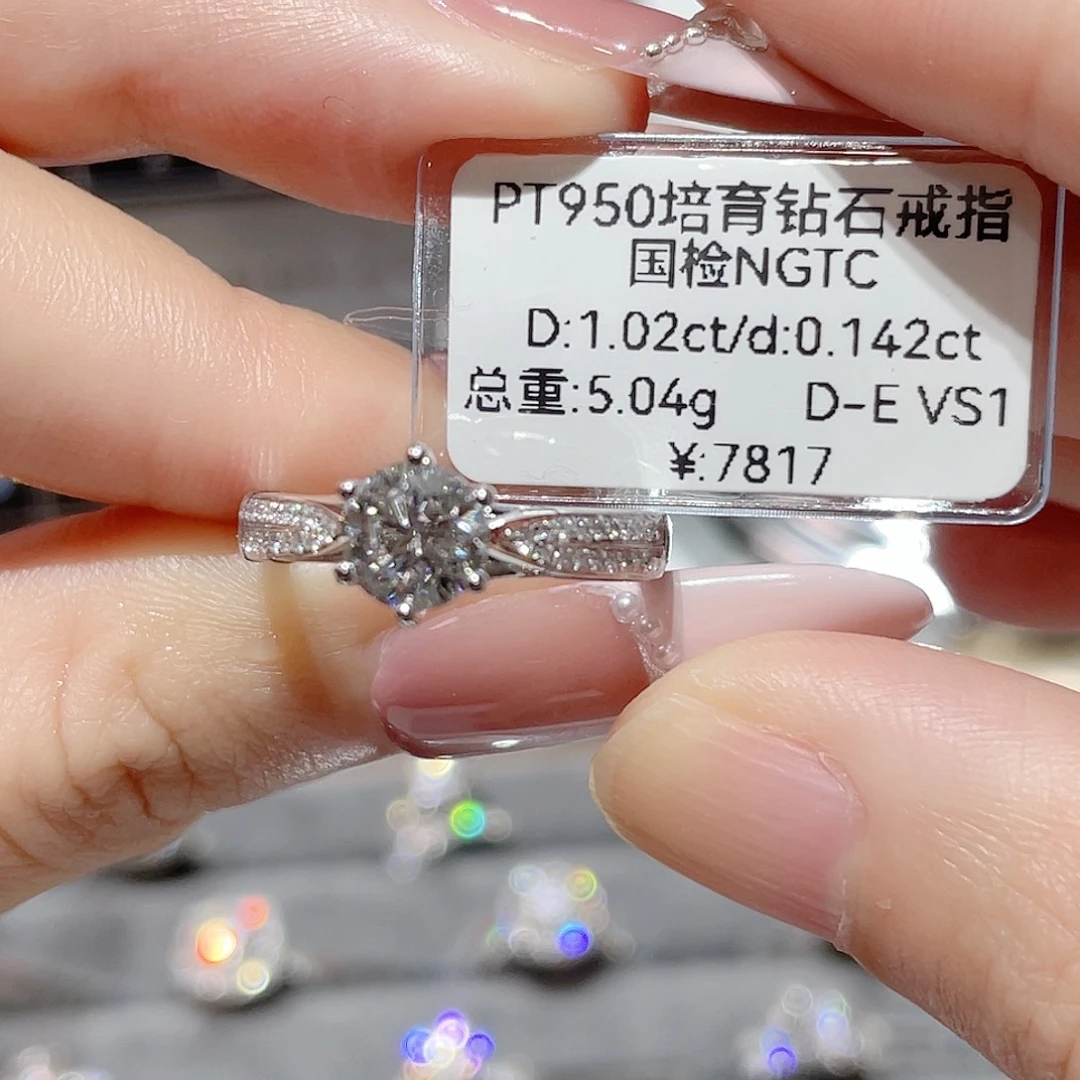 PT950培育钻石戒指
国检NGTC
D:1.02ct/d:0.142ct
总重:5.04g D-E VS1
¥:7817